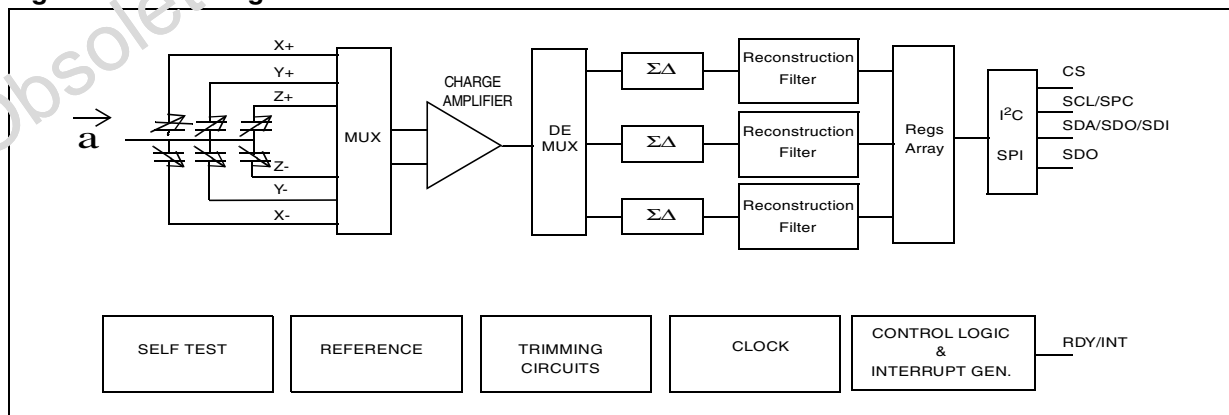 X+
Y+
Z+
a
Z-
Y-
X-
MUX
CHARGE
AMPLIFIER
DE
MUX
ΣΔ
ΣΔ
ΣΔ
Reconstruction
Filter
Reconstruction
Filter
Reconstruction
Filter
Regs
Array
I²C
SPI
CS
SCL/SPC
SDA/SDO/SDI
SDO
SELF TEST
REFERENCE
TRIMMING
CIRCUITS
CLOCK
CONTROL LOGIC
&
INTERRUPT GEN.
RDY/INT